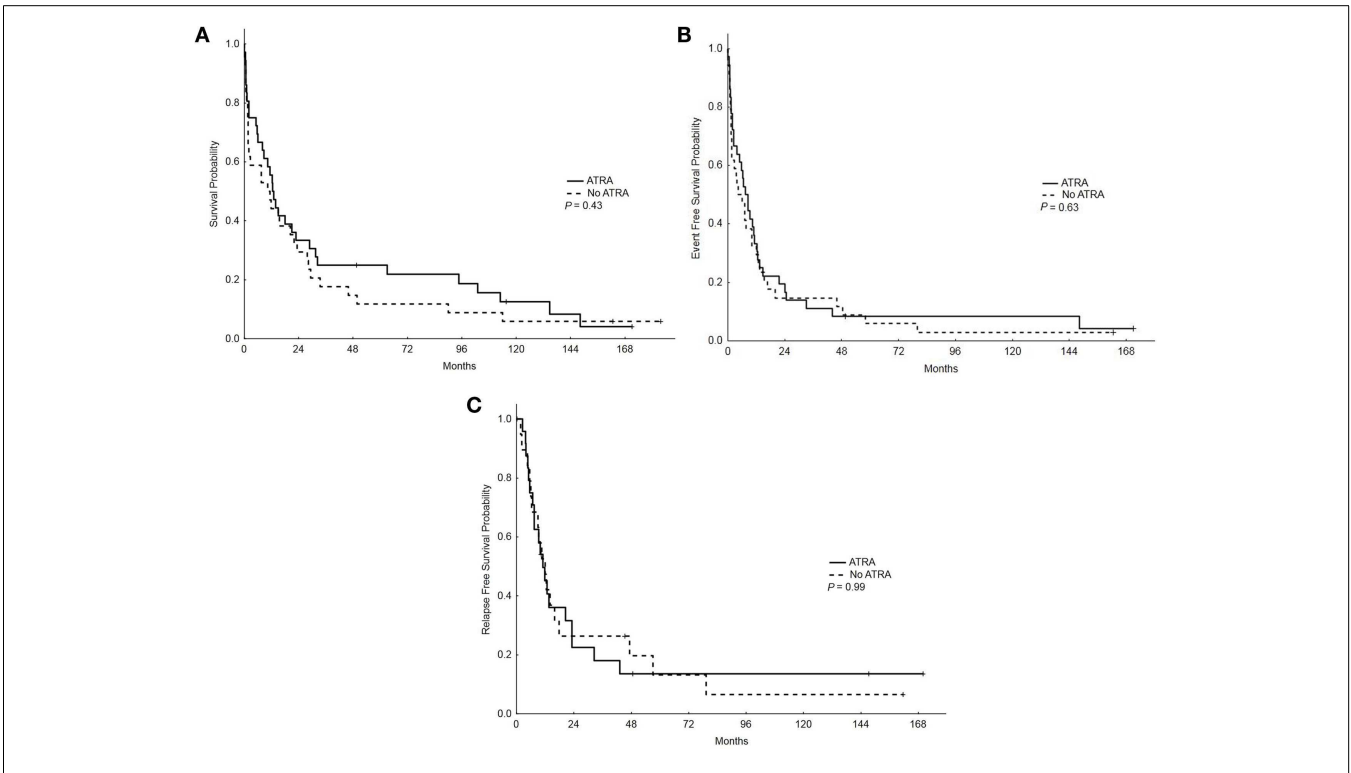 A
1.0
0.8
0.6
0.4
0.2
0.0
Survival Probability
0 24 48 72 96 120 144 168
Months
ATRA
No ATRA
P = 0.43
B
1.0
0.8
0.6
0.4
0.2
0.0
Event Free Survival Probability
0 24 48 72 96 120 144 168
Months
ATRA
No ATRA
P = 0.63
C
1.0
0.8
0.6
0.4
0.2
0.0
Relapse Free Survival Probability
0 24 48 72 96 120 144 168
Months
ATRA
No ATRA
P = 0.99